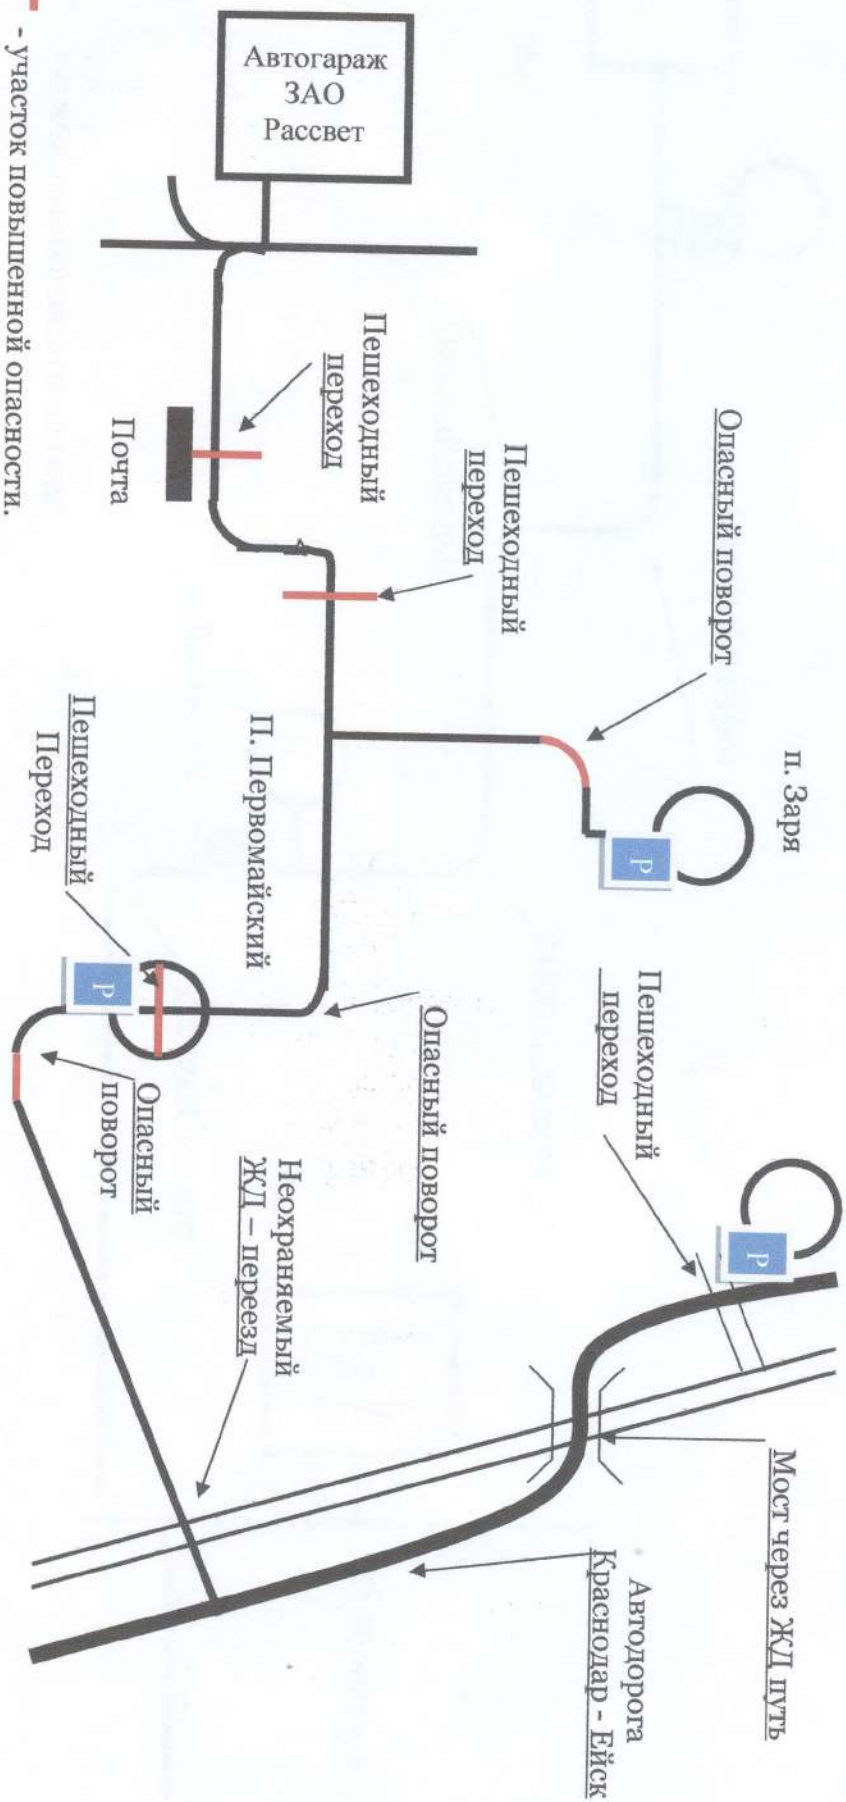 Автогараж
ЗАО
Рассвет
Пешеходный
переход
Почта
Пешеходный
переход
Опасный поворот
п. Заря
Р
П. Первомайский
Пешеходный
Переход
Р
Опасный поворот
Опасный
поворот
Пешеходный
переход
Р
Неохраняемый
ЖД – переезд
Мост через ЖД путь
Автодорога
Краснодар - Ейск
- участок повышенной опасности.